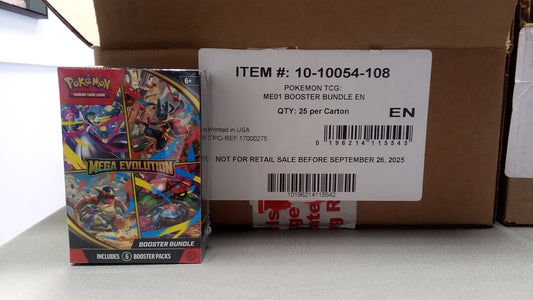 Pokémon
TRADING CARD GAME
6+
MEGA EVOLUTION
BOOSTER BUNDLE
INCLUDES 6 BOOSTER PACKS
ITEM #: 10-10054-108
POKEMON TCG:
ME01 BOOSTER BUNDLE EN
QTY: 25 per Carton
EN
Printed in USA
REF:17000275
0 196214 115545
NOT FOR RETAIL SALE BEFORE SEPTEMBER 26, 2025
10196214115542